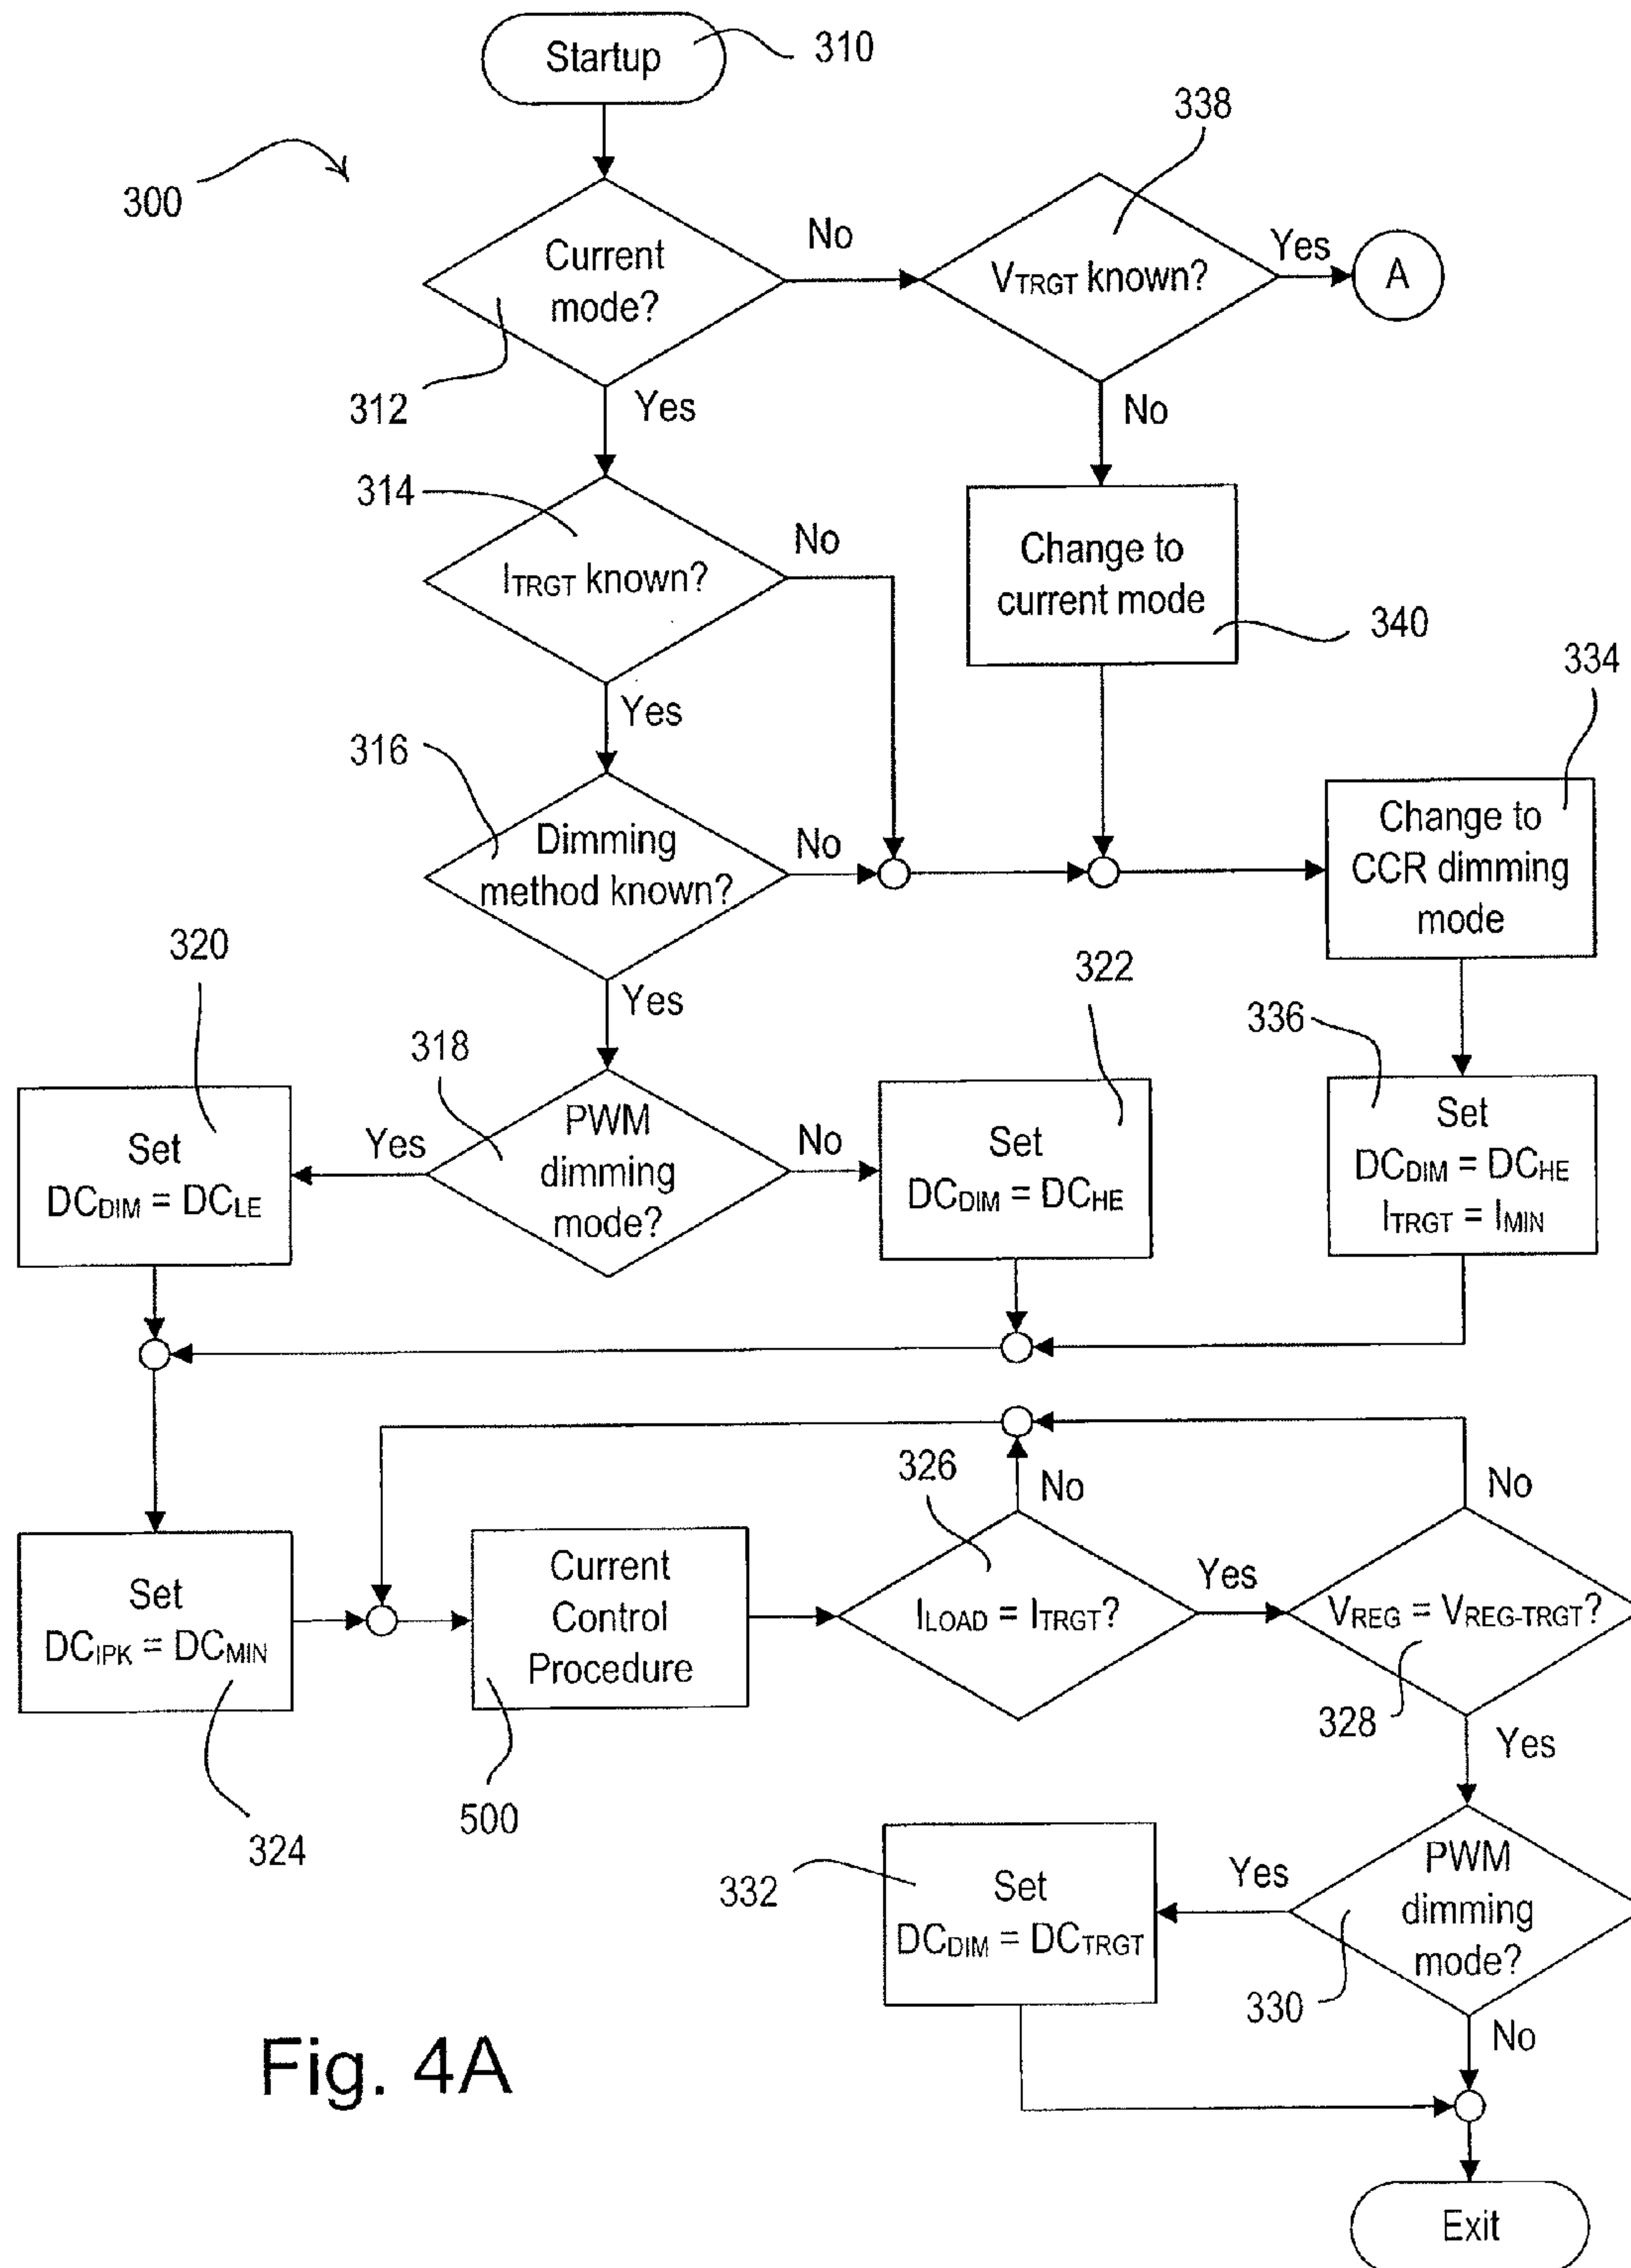 Startup
310
300
338
Current
mode?
No
VTRGT known?
Yes
A
312
Yes
No
314
ITRGT known?
No
Change to
current mode
340
334
Yes
316
Dimming
method known?
No
Change to
CCR dimming
mode
320
Yes
322
336
318
Set
DCDIM = DCLE
Yes
PWM
dimming
mode?
No
Set
DCDIM = DCHE
Set
DCDIM = DCHE
ITRGT = IMIN
326
No
No
Set
DCIPK = DCMIN
Current
Control
Procedure
ILOAD = ITRGT?
Yes
VREG = VREG-TRGT?
328
Yes
324
500
332
Set
DCDIM = DCTRGT
Yes
PWM
dimming
mode?
330
No
Fig. 4A
Exit